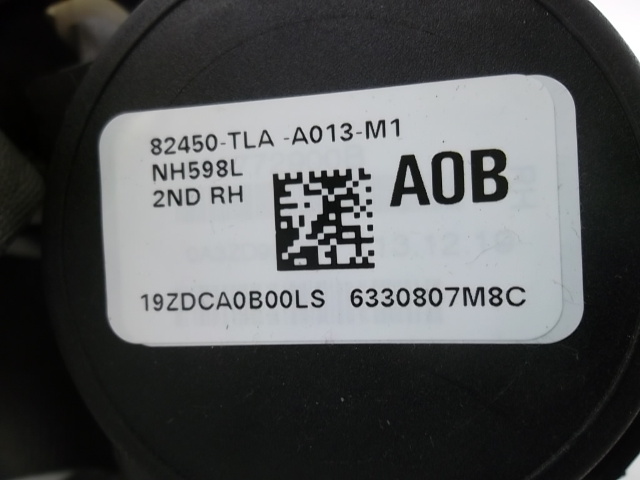 82450-TLA -A013-M1
NH598L
2ND RH
A0B
19ZDCA0B00LS 6330807M8C